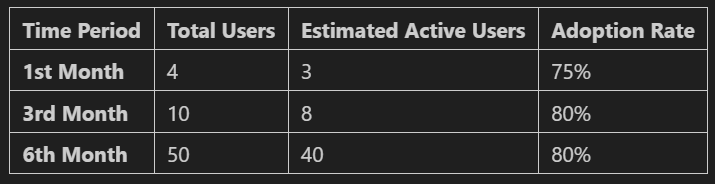 Time Period Total Users Estimated Active Users Adoption Rate
1st Month 4 3 75%
3rd Month 10 8 80%
6th Month 50 40 80%